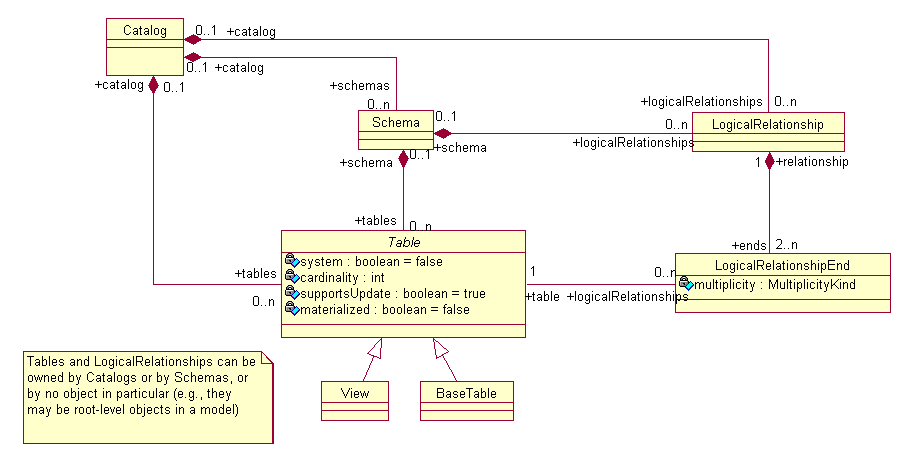 Catalog
0..1
+catalog
0..1
+catalog
+catalog
0..1
+schemas
0..n
+logicalRelationships
0..n
Schema
0..1
+schema
0..n
+logicalRelationships
LogicalRelationship
+schema
0..1
1
+relationship
+tables
0..n
+ends
2..n
Table
system : boolean = false
cardinality : int
supportsUpdate : boolean = true
materialized : boolean = false
+tables
0..n
1
+table
0..n
+logicalRelationships
LogicalRelationshipEnd
multiplicity : MultiplicityKind
Tables and LogicalRelationships can be
owned by Catalogs or by Schemas, or
by no object in particular (e.g., they
may be root-level objects in a model)
View
BaseTable